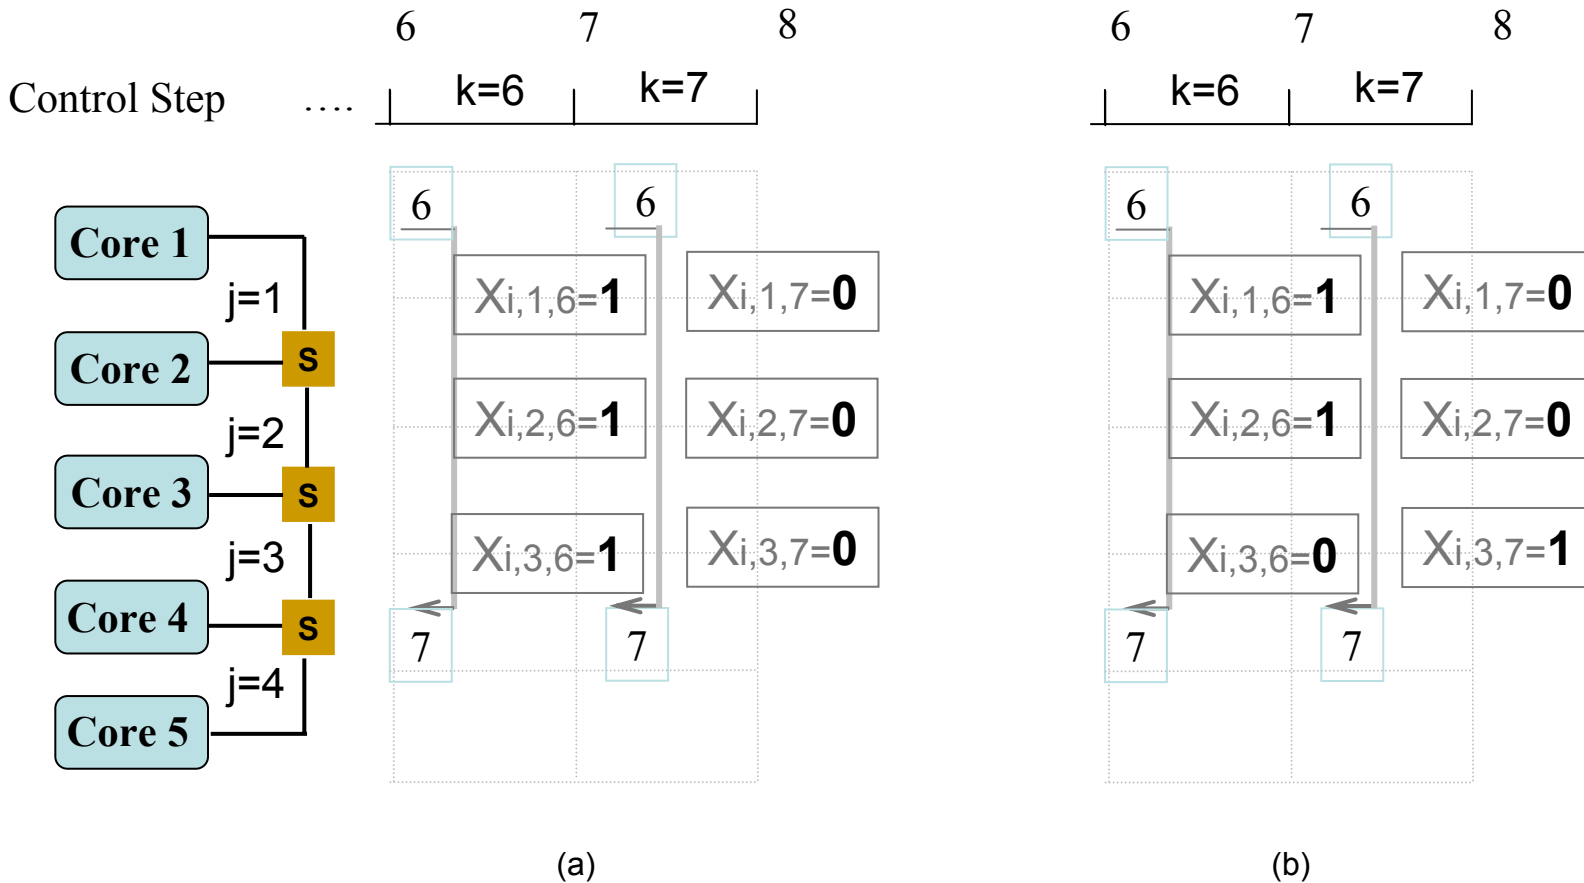 6 7 8 6 7 8
Control Step .... k=6 k=7 k=6 k=7
6 6 6 6
Core 1
j=1 Xi,1,6=1 Xi,1,7=0 Xi,1,6=1 Xi,1,7=0
Core 2 S
j=2 Xi,2,6=1 Xi,2,7=0 Xi,2,6=1 Xi,2,7=0
Core 3 S
j=3 Xi,3,6=1 Xi,3,7=0 Xi,3,6=0 Xi,3,7=1
Core 4 S
7 7 7 7
j=4
Core 5
(a) (b)